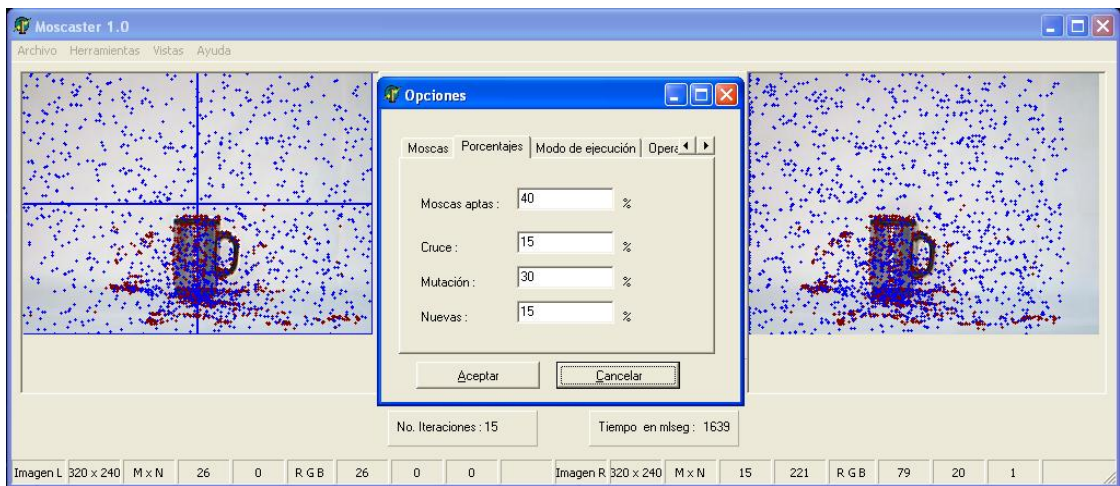 Moscaster 1.0
Archivo Herramientas Vistas Ayuda
Opciones
Moscas Porcentajes Modo de ejecución Opera
Moscas aptas : 40 %
Cruce : 15 %
Mutación : 30 %
Nuevas : 15 %
Aceptar Cancelar
No. Iteraciones : 15 Tiempo en mlseg : 1639
Imagen L 320 x 240 M x N 26 0 R G B 26 0 0 Imagen R 320 x 240 M x N 15 221 R G B 79 20 1